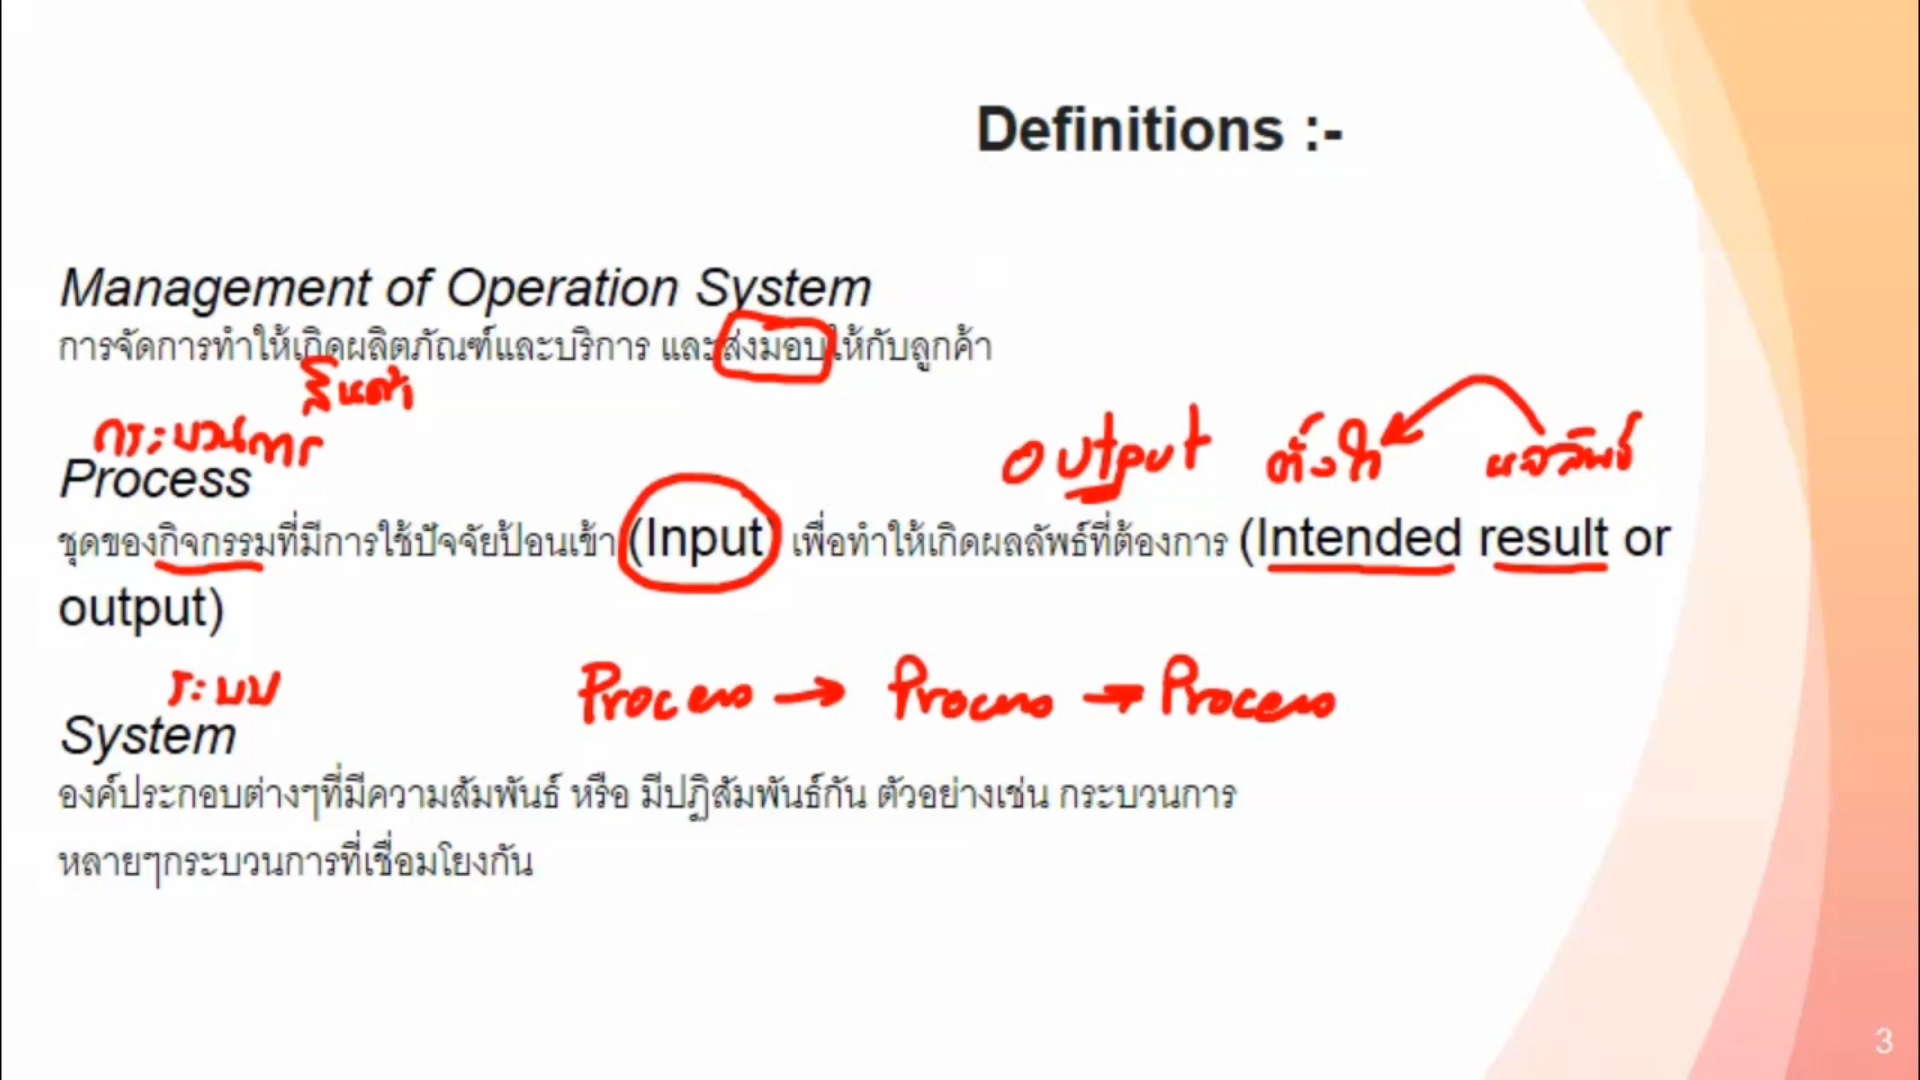 Definitions :-
Management of Operation System
การจัดการทำให้เกิดผลิตภัณฑ์และบริการ และส่งมอบให้กับลูกค้า
สินค้า
กระบวนการ
output ตั้งใจ ผลลัพธ์
Process
ชุดของกิจกรรมที่มีการใช้ปัจจัยป้อนเข้า (Input) เพื่อทำให้เกิดผลลัพธ์ที่ต้องการ (Intended result or
output)
ระบบ
Process → Process → Process
System
องค์ประกอบต่างๆที่มีความสัมพันธ์ หรือ มีปฏิสัมพันธ์กัน ตัวอย่างเช่น กระบวนการ
หลายๆกระบวนการที่เชื่อมโยงกัน
3